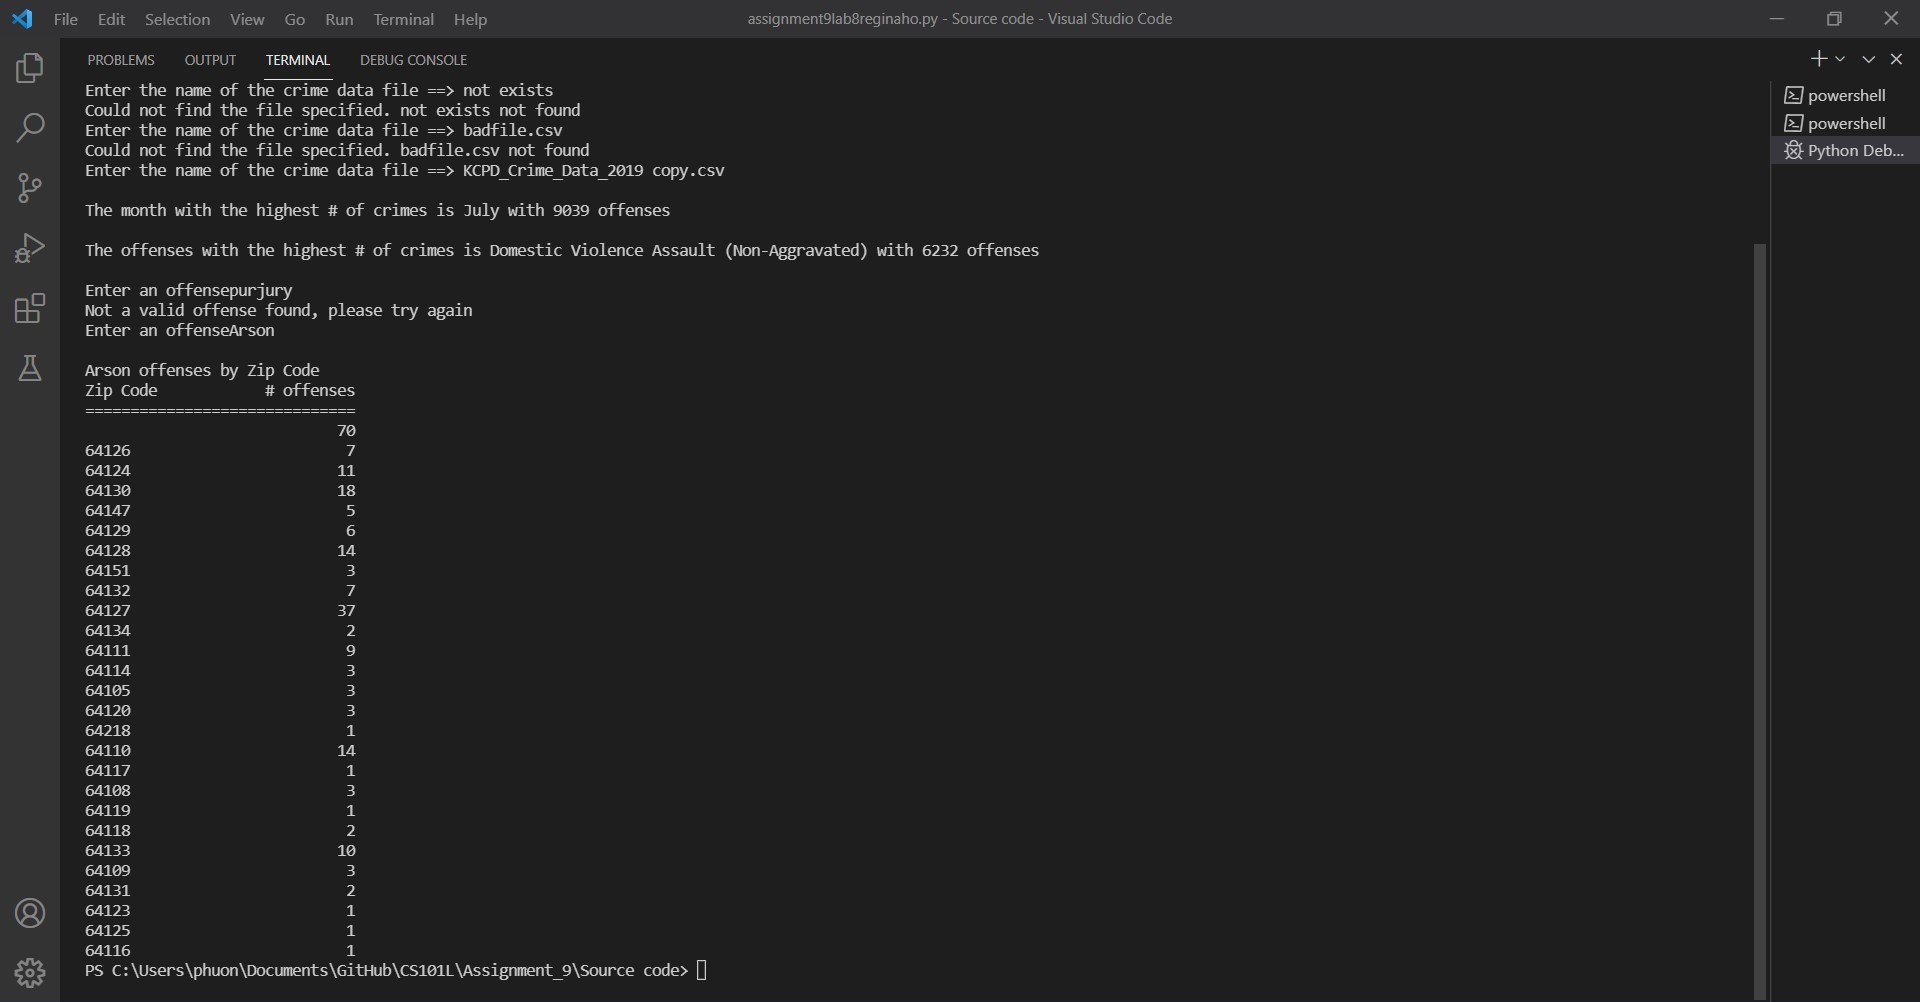 File Edit Selection View Go Run Terminal Help
assignment9lab8reginaho.py - Source code - Visual Studio Code
PROBLEMS OUTPUT TERMINAL DEBUG CONSOLE
Enter the name of the crime data file ==> not exists
Could not find the file specified. not exists not found
Enter the name of the crime data file ==> badfile.csv
Could not find the file specified. badfile.csv not found
Enter the name of the crime data file ==> KCPD_Crime_Data_2019 copy.csv
The month with the highest # of crimes is July with 9039 offenses
The offenses with the highest # of crimes is Domestic Violence Assault (Non-Aggravated) with 6232 offenses
Enter an offensepurjury
Not a valid offense found, please try again
Enter an offenseArson
Arson offenses by Zip Code
Zip Code # offenses
==============================
70
64126 7
64124 11
64130 18
64147 5
64129 6
64128 14
64151 3
64132 7
64127 37
64134 2
64111 9
64114 3
64105 3
64120 3
64218 1
64110 14
64117 1
64108 3
64119 1
64118 2
64133 10
64109 3
64131 2
64123 1
64125 1
64116 1
PS C:\Users\phuon\Documents\GitHub\CS101L\Assignment_9\Source code>
powershell
powershell
Python Deb...